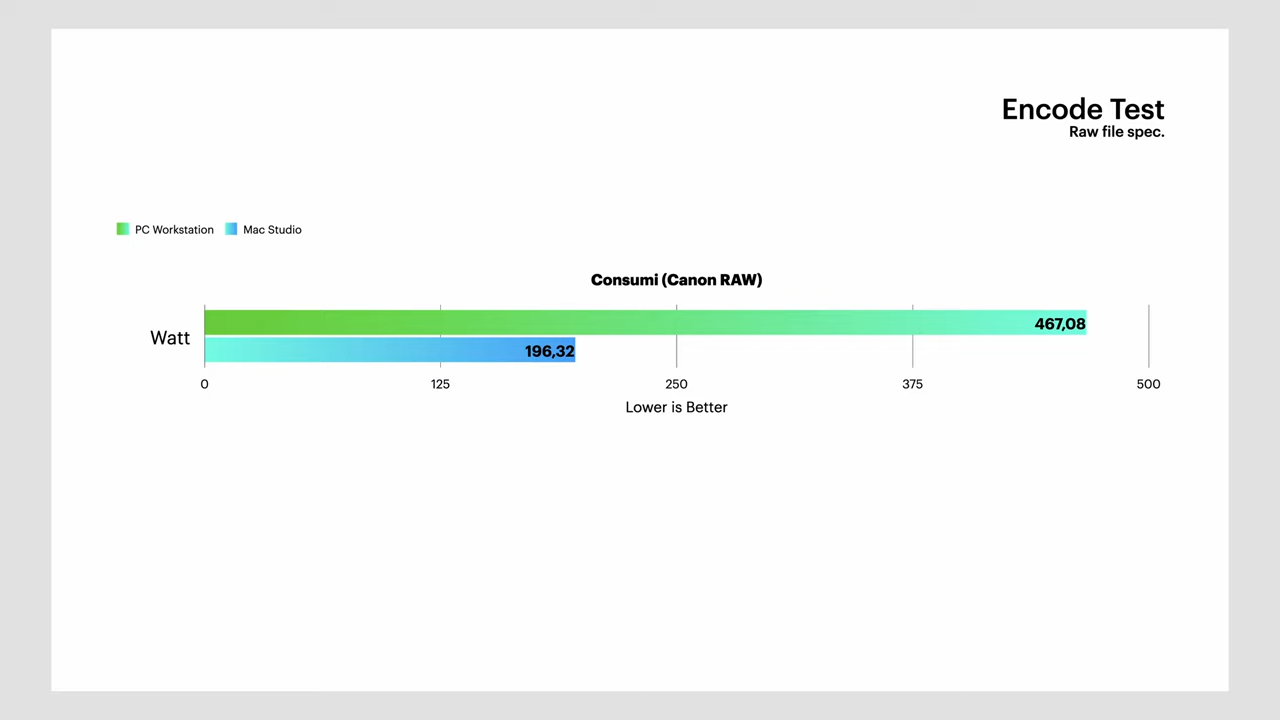 Encode Test
Raw file spec.
PC Workstation Mac Studio
Consumi (Canon RAW)
Watt
467,08
196,32
0 125 250 375 500
Lower is Better